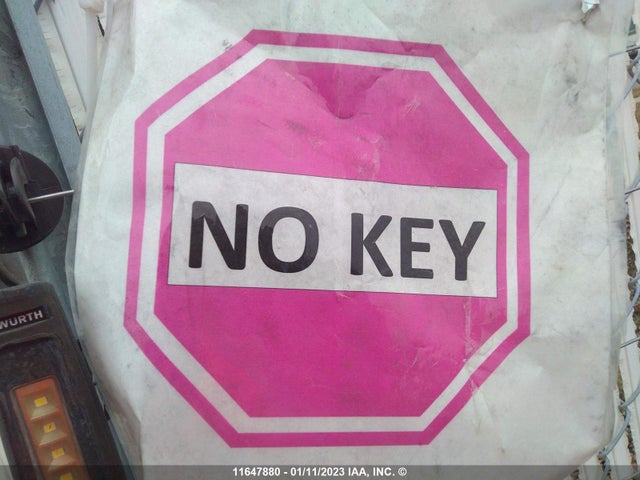 NO KEY
WURTH
11647880 - 01/11/2023 IAA, INC. ©